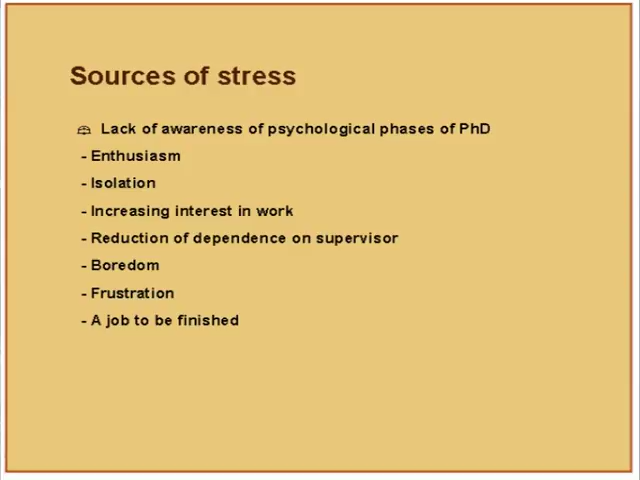 Sources of stress
Lack of awareness of psychological phases of PhD
- Enthusiasm
- Isolation
- Increasing interest in work
- Reduction of dependence on supervisor
- Boredom
- Frustration
- A job to be finished